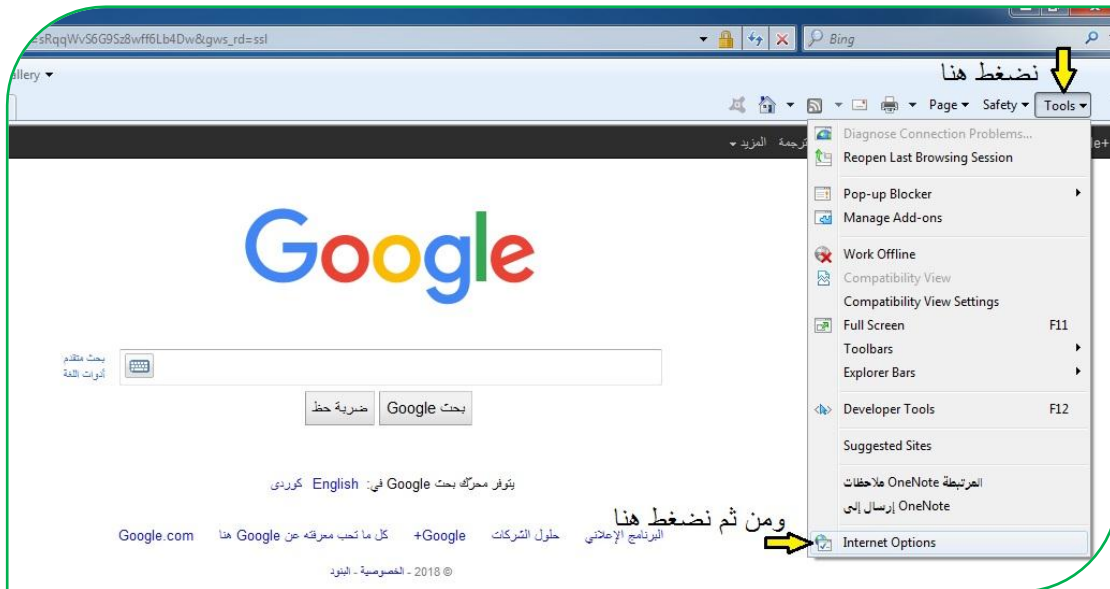 =sRqqWvS6G9Sz8wff6Lb4Dw&gws_rd=ssl
Bing
allery
نضغط هنا
Page Safety Tools
ترجمة المزيد
le+
Diagnose Connection Problems...
Reopen Last Browsing Session
Pop-up Blocker
Manage Add-ons
Work Offline
Compatibility View
Compatibility View Settings
Full Screen F11
Toolbars
Explorer Bars
Developer Tools F12
Suggested Sites
ملاحظات OneNote المرتبطة
إرسال إلى OneNote
Internet Options
Google
بحث متقدم
أدوات اللغة
بحث Google ضربة حظ
يتوفر محرّك بحث Google في: English كوردی
ومن ثم نضغط هنا
البرنامج الإعلاني حلول الشركات Google+ كل ما تحب معرفته عن Google هنا Google.com
© 2018 - الخصوصية - البنود